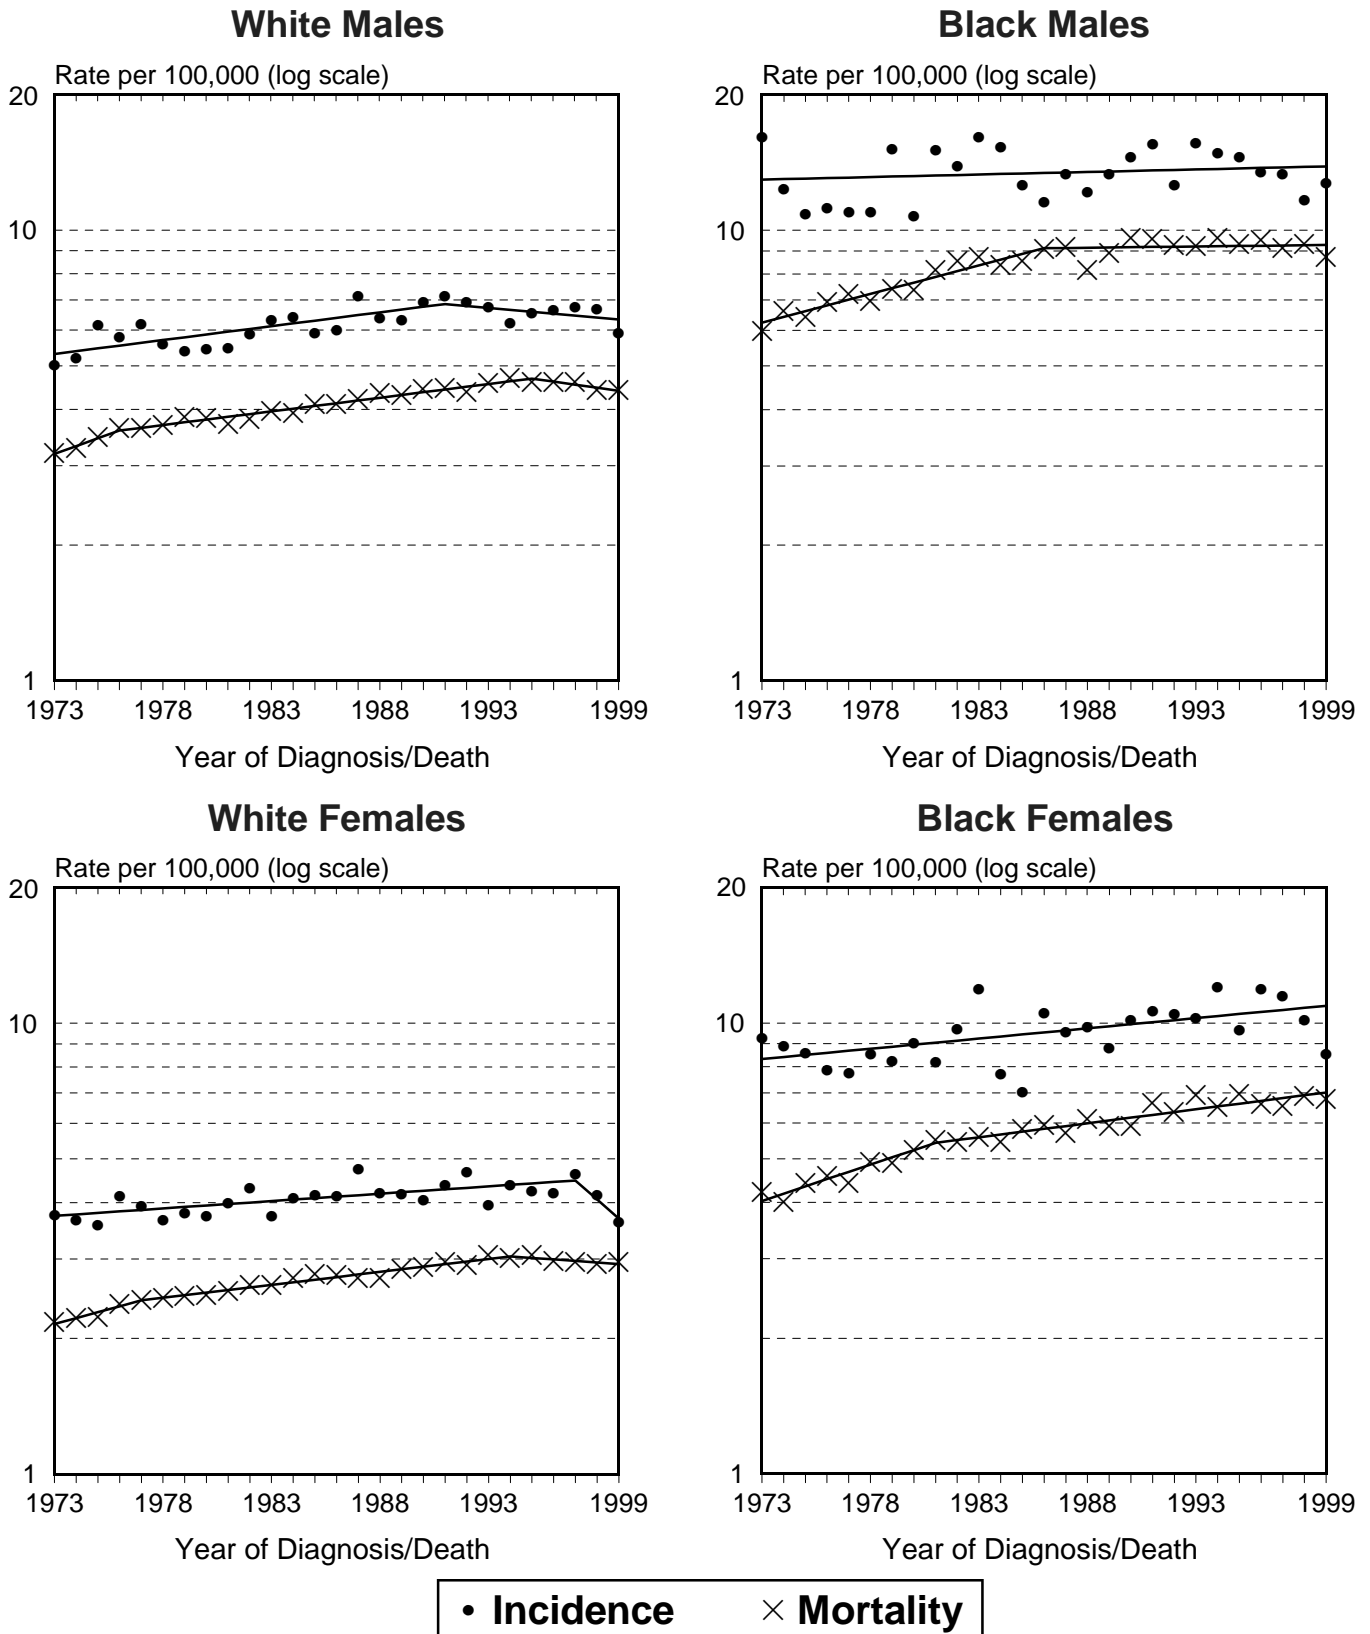 White Males
Rate per 100,000 (log scale)
20
10
1
1973 1978 1983 1988 1993 1999
Year of Diagnosis/Death
Black Males
Rate per 100,000 (log scale)
20
10
1
1973 1978 1983 1988 1993 1999
Year of Diagnosis/Death
White Females
Rate per 100,000 (log scale)
20
10
1
1973 1978 1983 1988 1993 1999
Year of Diagnosis/Death
Black Females
Rate per 100,000 (log scale)
20
10
1
1973 1978 1983 1988 1993 1999
Year of Diagnosis/Death
Incidence Mortality